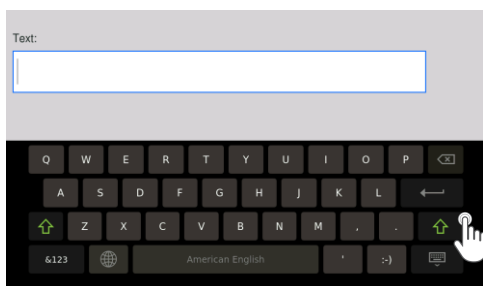 Text:
Q W E R T Y U I O P
A S D F G H J K L
Z X C V B N M , .
&123 American English ' :-)